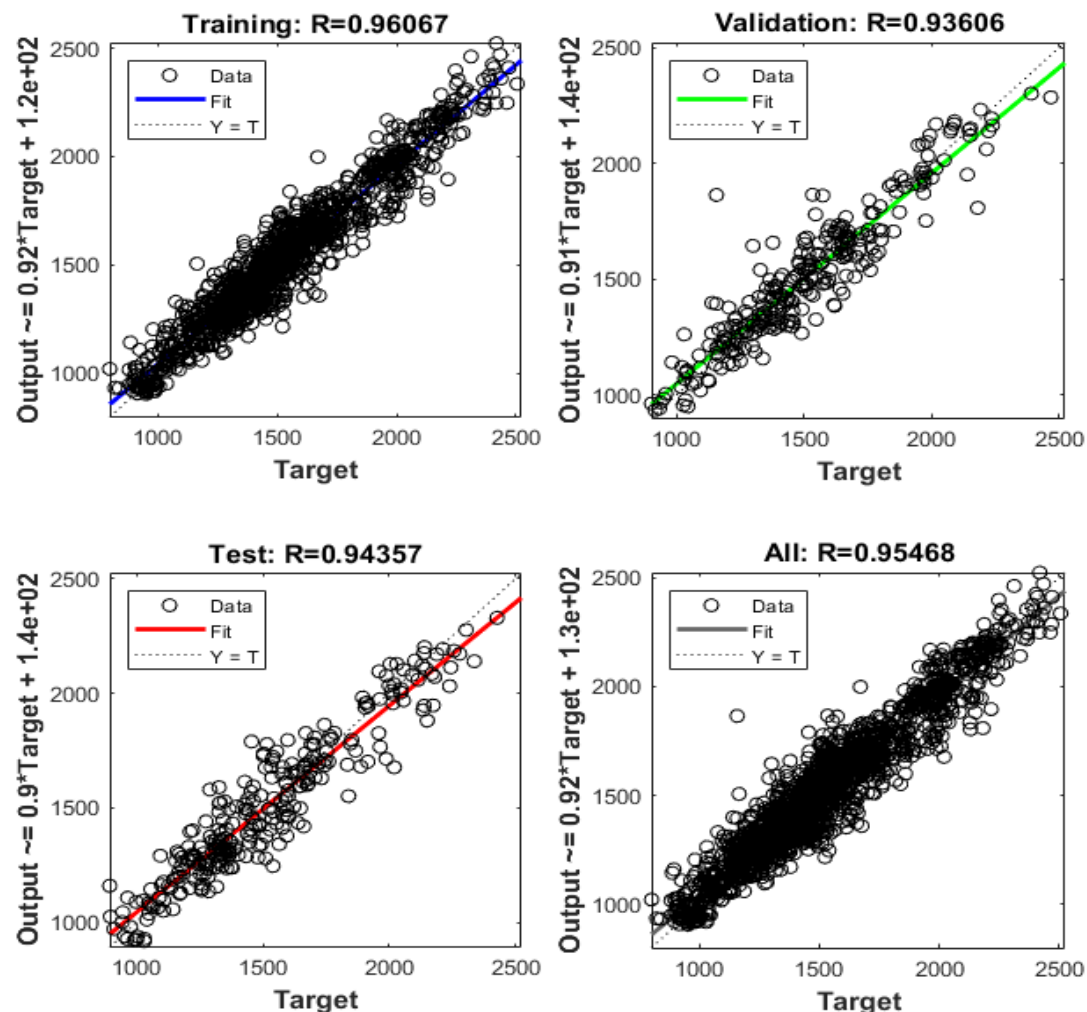 Training: R=0.96067
Output ~= 0.92*Target + 1.2e+02
2500
2000
1500
1000
Data
Fit
Y = T
1000 1500 2000 2500
Target
Validation: R=0.93606
Output ~= 0.91*Target + 1.4e+02
2500
2000
1500
1000
Data
Fit
Y = T
1000 1500 2000 2500
Target
Test: R=0.94357
Output ~= 0.9*Target + 1.4e+02
2500
2000
1500
1000
Data
Fit
Y = T
1000 1500 2000 2500
Target
All: R=0.95468
Output ~= 0.92*Target + 1.3e+02
2500
2000
1500
1000
Data
Fit
Y = T
1000 1500 2000 2500
Target